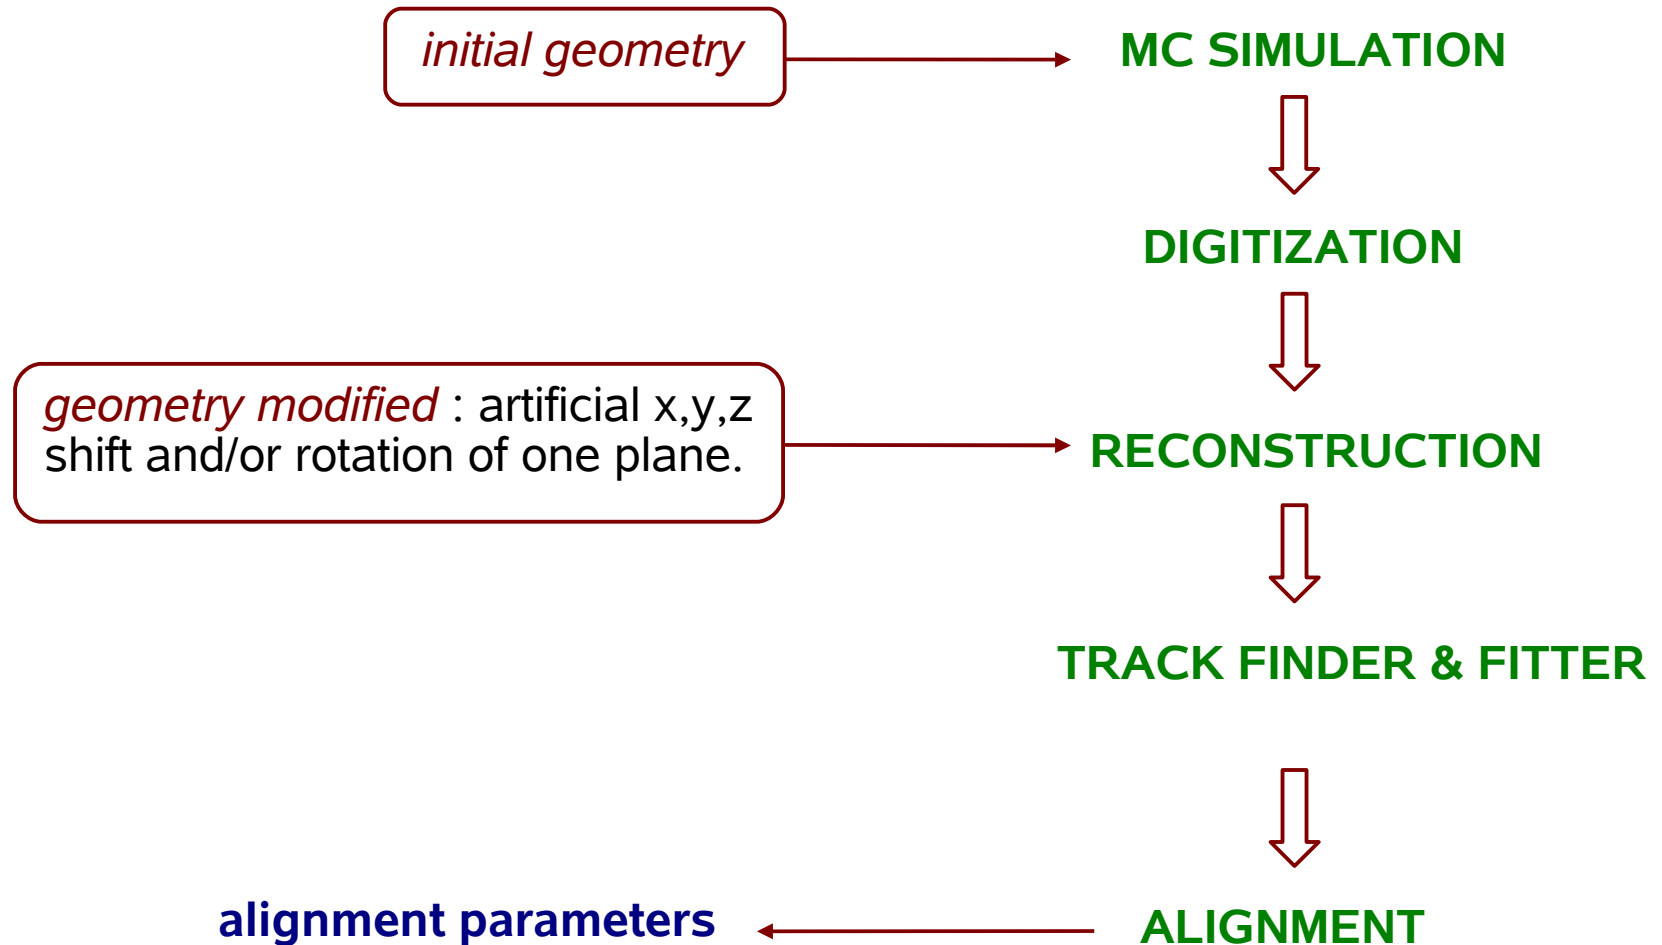 initial geometry
MC SIMULATION
DIGITIZATION
geometry modified : artificial x,y,z
shift and/or rotation of one plane.
RECONSTRUCTION
TRACK FINDER & FITTER
alignment parameters
ALIGNMENT